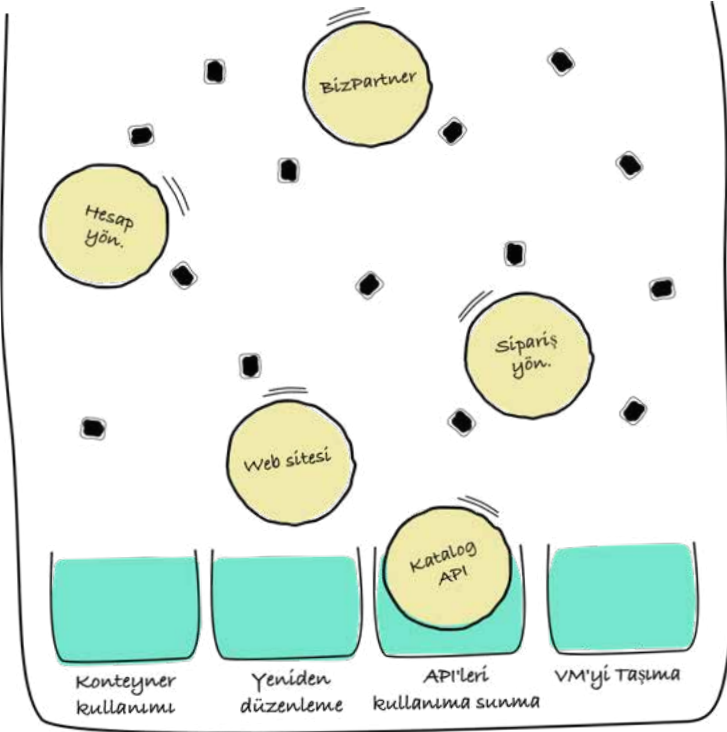 BizPartner
Hesap
yön.
Sipariş
yön.
Web sitesi
Katalog
API
Konteyner
kullanımı
Yeniden
düzenleme
API'leri
kullanıma sunma
VM'yi Taşıma